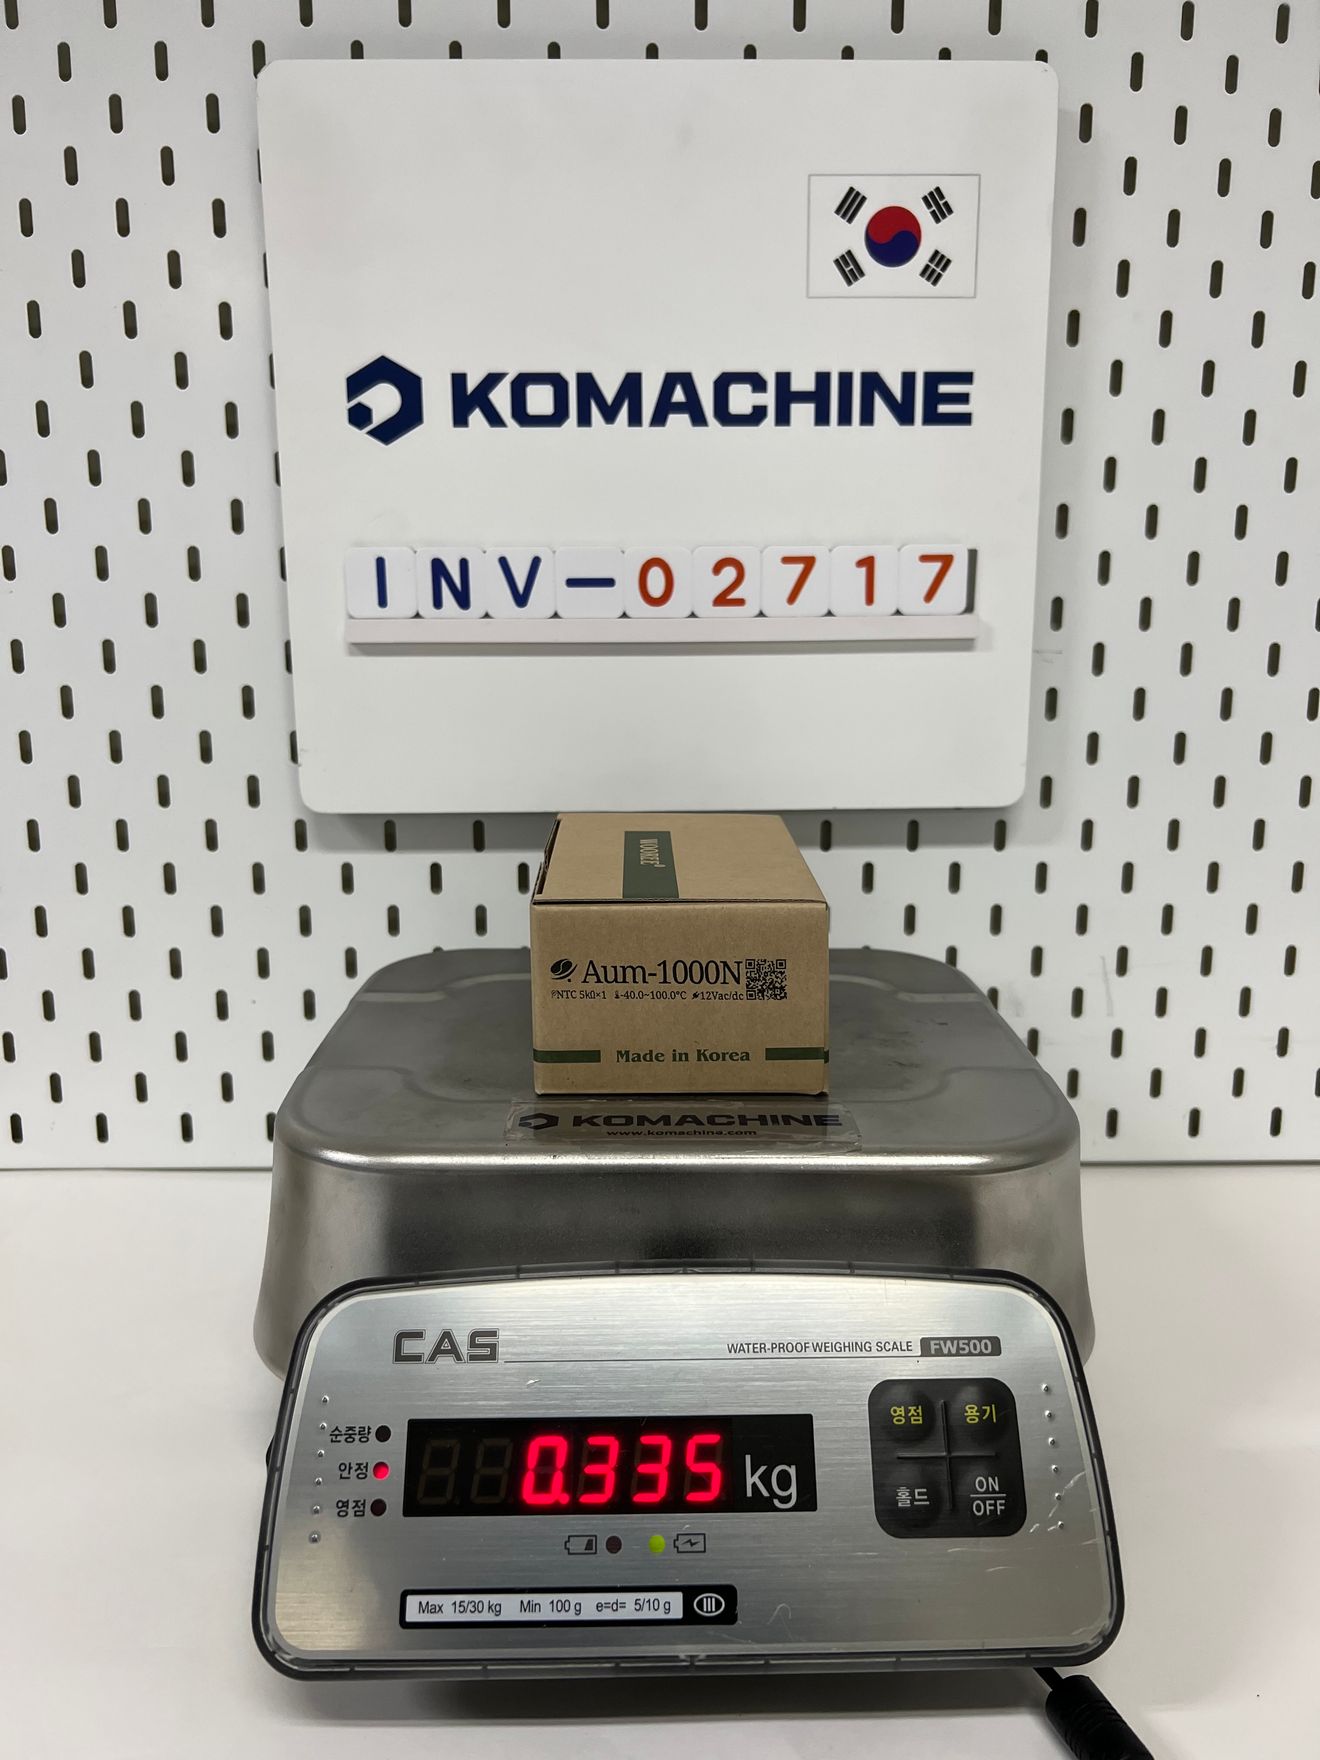 KOMACHINE
INV-02717
WOOREE®
Aum-1000N
NTC 5kΩ×1 -40.0~100.0°C 12Vac/dc
Made in Korea
KOMACHINE
www.komachine.com
CAS
WATER-PROOF WEIGHING SCALE FW500
순중량
안정
영점
0.335 kg
영점 용기
홀드 ON
OFF
Max 15/30 kg Min 100 g e=d= 5/10 g III